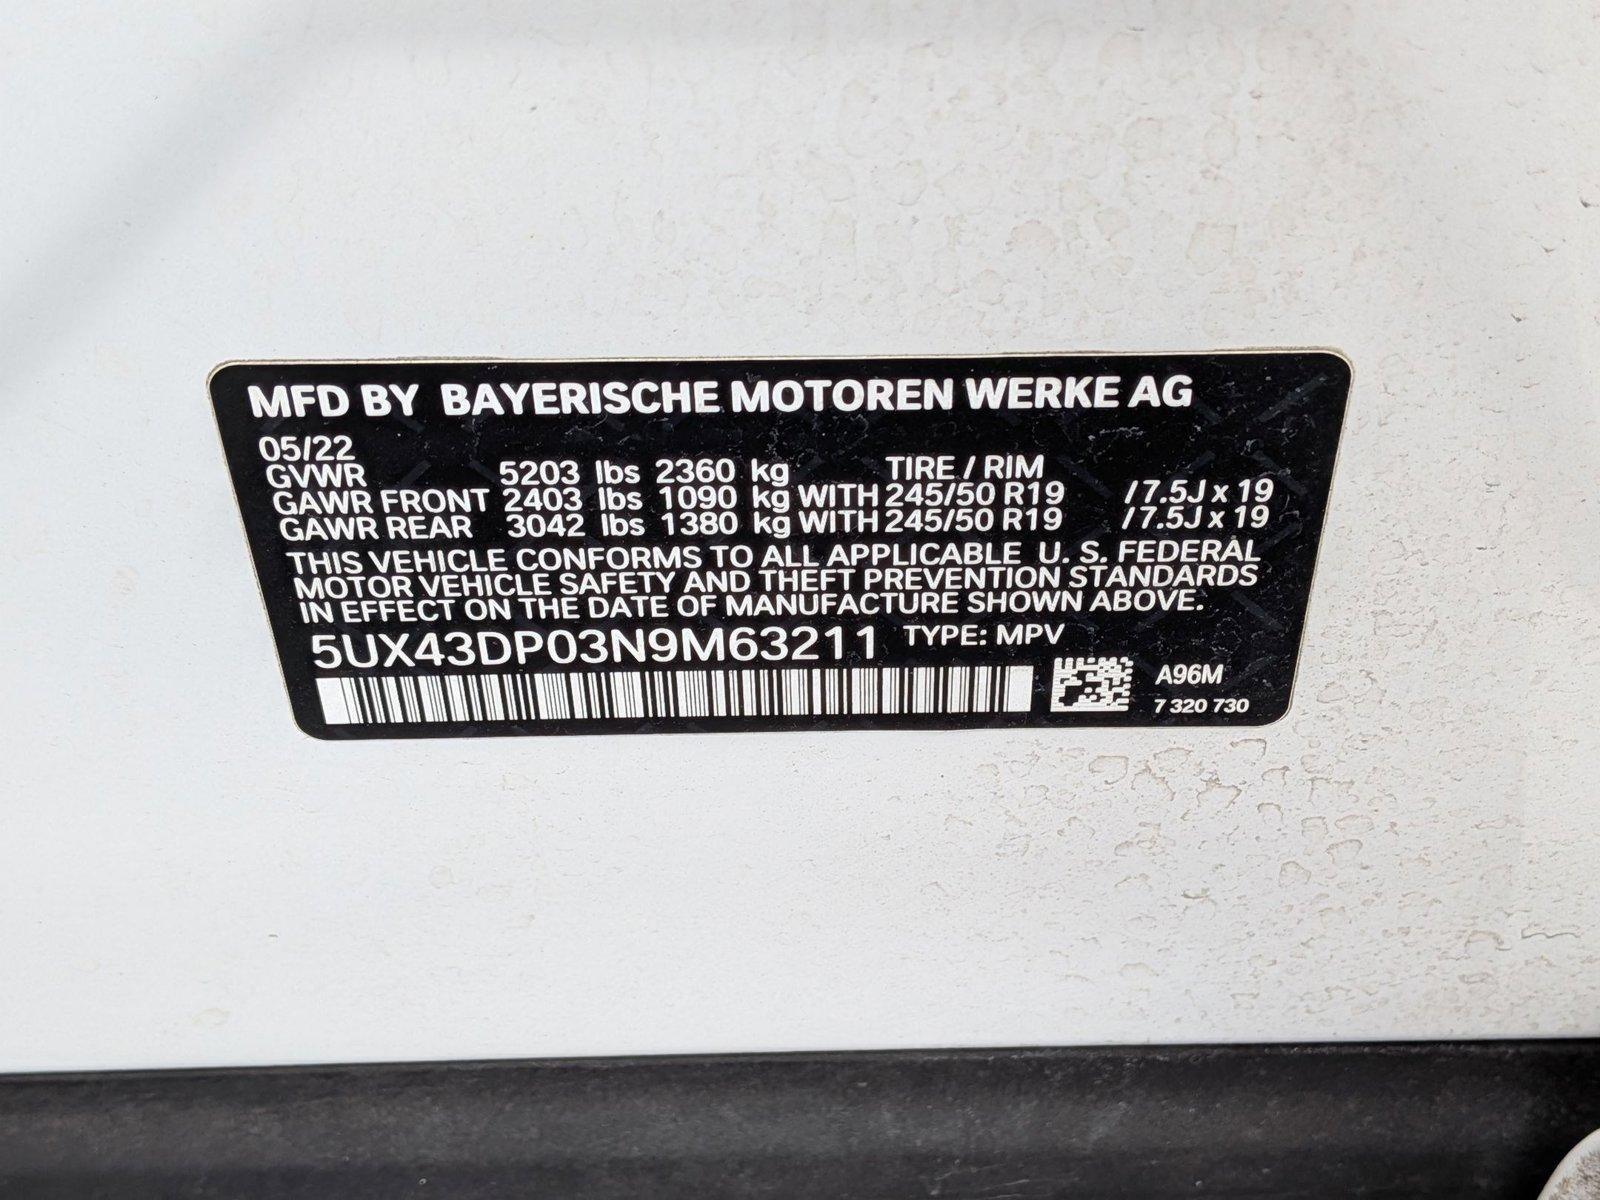 MFD BY BAYERISCHE MOTOREN WERKE AG
05/22
GVWR 5203 lbs 2360 kg TIRE / RIM
GAWR FRONT 2403 lbs 1090 kg WITH 245/50 R19 / 7.5J x 19
GAWR REAR 3042 lbs 1380 kg WITH 245/50 R19 / 7.5J x 19
THIS VEHICLE CONFORMS TO ALL APPLICABLE U. S. FEDERAL
MOTOR VEHICLE SAFETY AND THEFT PREVENTION STANDARDS
IN EFFECT ON THE DATE OF MANUFACTURE SHOWN ABOVE.
5UX43DP03N9M63211 TYPE: MPV
A96M
7 320 730